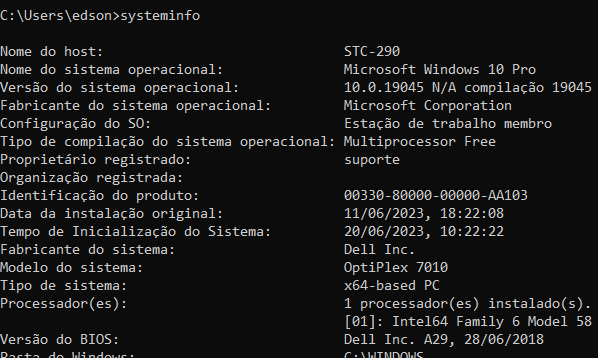 C:\Users\edson>systeminfo
Nome do host: STC-290
Nome do sistema operacional: Microsoft Windows 10 Pro
Versão do sistema operacional: 10.0.19045 N/A compilação 19045
Fabricante do sistema operacional: Microsoft Corporation
Configuração do SO: Estação de trabalho membro
Tipo de compilação do sistema operacional: Multiprocessor Free
Proprietário registrado: suporte
Organização registrada:
Identificação do produto: 00330-80000-00000-AA103
Data da instalação original: 11/06/2023, 18:22:08
Tempo de Inicialização do Sistema: 20/06/2023, 10:22:22
Fabricante do sistema: Dell Inc.
Modelo do sistema: OptiPlex 7010
Tipo de sistema: x64-based PC
Processador(es): 1 processador(es) instalado(s).
[01]: Intel64 Family 6 Model 58
Versão do BIOS: Dell Inc. A29, 28/06/2018
Pasta do Windows: C:\WINDOWS